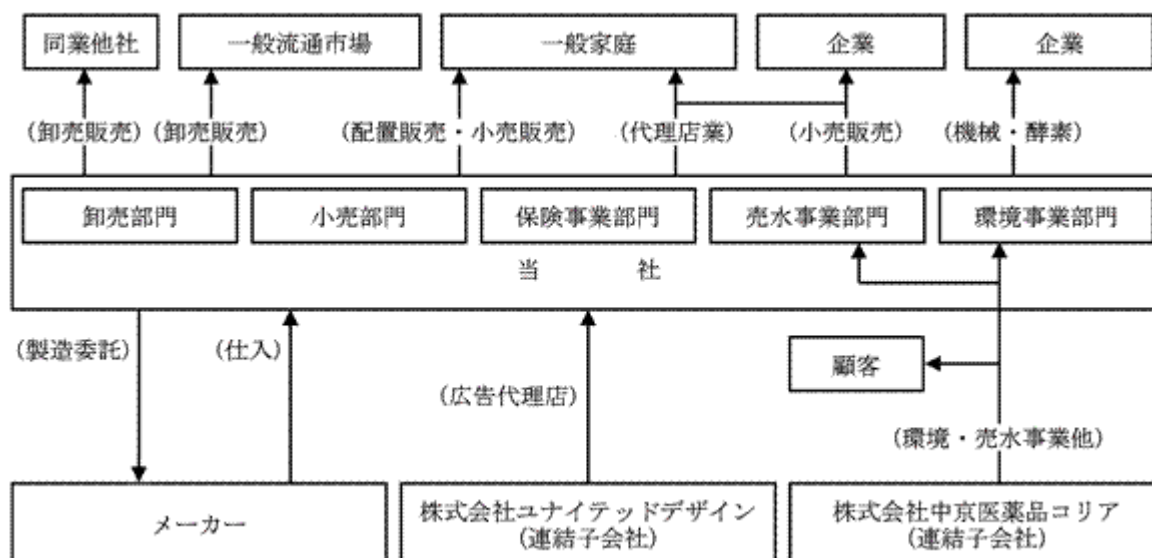 同業他社 一般流通市場 一般家庭 企業 企業
(卸売販売) (卸売販売) (配置販売・小売販売) (代理店業) (小売販売) (機械・酵素)
卸売部門 小売部門 保険事業部門 売水事業部門 環境事業部門
当 社
(製造委託) (仕入)
顧客
(広告代理店)
(環境・売水事業他)
メーカー
株式会社ユナイテッドデザイン
(連結子会社)
株式会社中京医薬品コリア
(連結子会社)